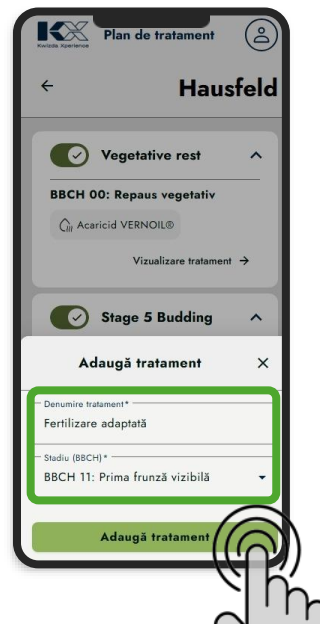 KX
Kwizda Xperience
Plan de tratament
Hausfeld
Vegetative rest
BBCH 00: Repaus vegetativ
Acaricid VERNOIL®
Vizualizare tratament
Stage 5 Budding
Adaugă tratament
Denumire tratament*
Fertilizare adaptată
Stadiu (BBCH)*
BBCH 11: Prima frunză vizibilă
Adaugă tratament